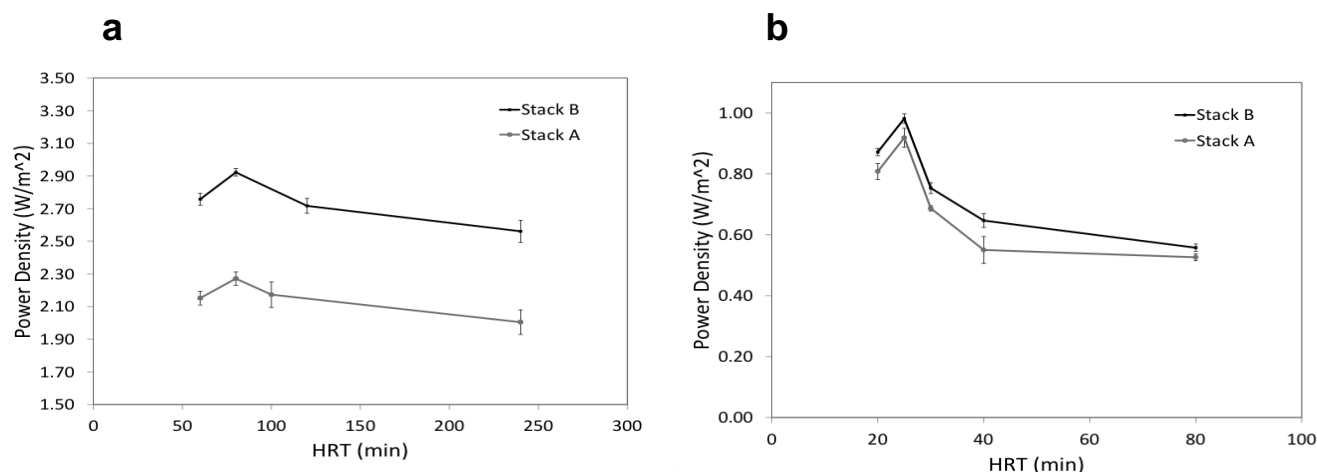 a
3.50
3.30
3.10
2.90
2.70
2.50
2.30
2.10
1.90
1.70
1.50
Power Density (W/m^2)
Stack B
Stack A
0 50 100 150 200 250 300
HRT (min)
b
1.00
0.80
0.60
0.40
0.20
0.00
Power Density (W/m^2)
Stack B
Stack A
0 20 40 60 80 100
HRT (min)